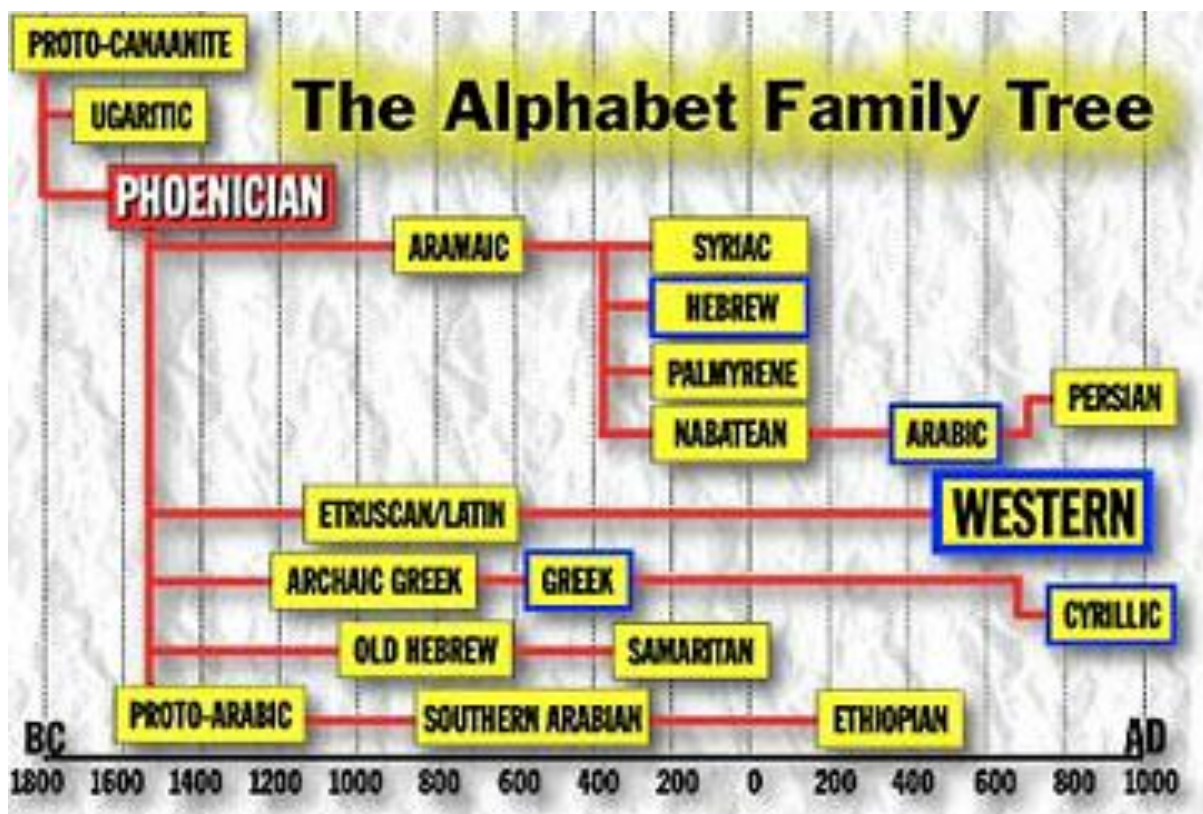 PROTO-CANAANITE
The Alphabet Family Tree
UGARITIC
PHOENICIAN
ARAMAIC
SYRIAC
HEBREW
PALMYRENE
PERSIAN
NABATEAN
ARABIC
ETRUSCAN/LATIN
WESTERN
ARCHAIC GREEK
GREEK
CYRILLIC
OLD HEBREW
SAMARITAN
PROTO-ARABIC
SOUTHERN ARABIAN
ETHIOPIAN
BC
AD
1800 1600 1400 1200 1000 800 600 400 200 0 200 400 600 800 1000